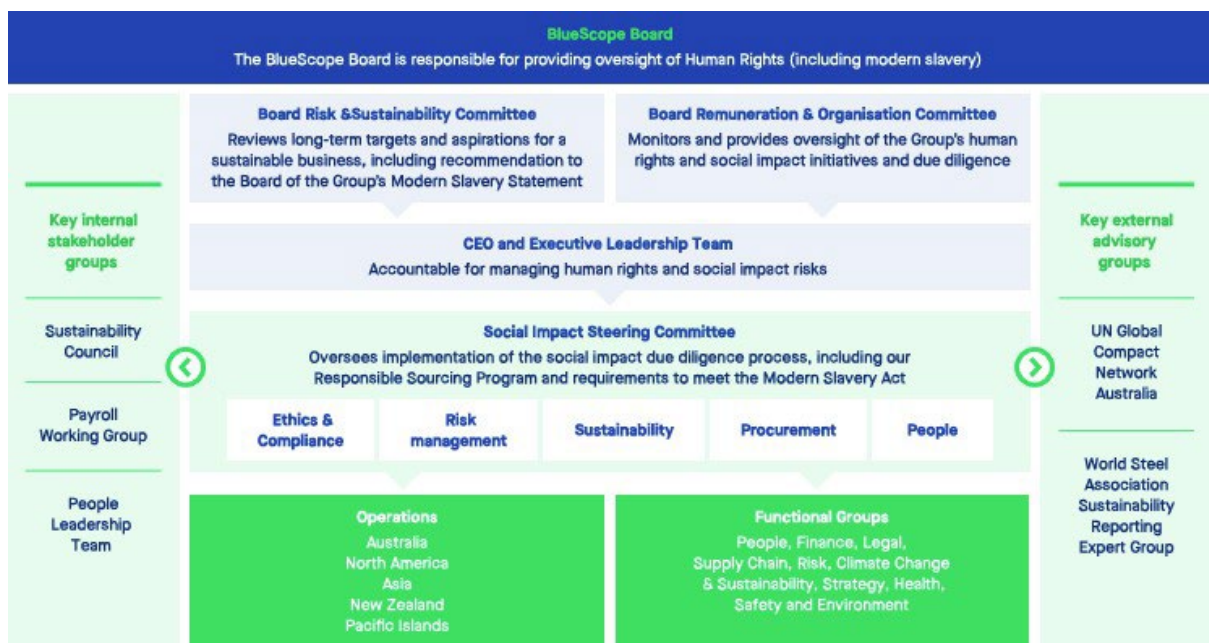 BlueScope Board
The BlueScope Board is responsible for providing oversight of Human Rights (including modern slavery)
Key internal
stakeholder
groups
Sustainability
Council
Payroll
Working Group
People
Leadership
Team
Board Risk &Sustainability Committee
Reviews long-term targets and aspirations for a
sustainable business, including recommendation to
the Board of the Group's Modern Slavery Statement
Board Remuneration & Organisation Committee
Monitors and provides oversight of the Group's human
rights and social impact initiatives and due diligence
CEO and Executive Leadership Team
Accountable for managing human rights and social impact risks
Social Impact Steering Committee
Oversees implementation of the social impact due diligence process, including our
Responsible Sourcing Program and requirements to meet the Modern Slavery Act
Ethics &
Compliance
Risk
management
Sustainability
Procurement
People
Operations
Australia
North America
Asia
New Zealand
Pacific Islands
Functional Groups
People, Finance, Legal,
Supply Chain, Risk, Climate Change
& Sustainability, Strategy, Health,
Safety and Environment
Key external
advisory
groups
UN Global
Compact
Network
Australia
World Steel
Association
Sustainability
Reporting
Expert Group